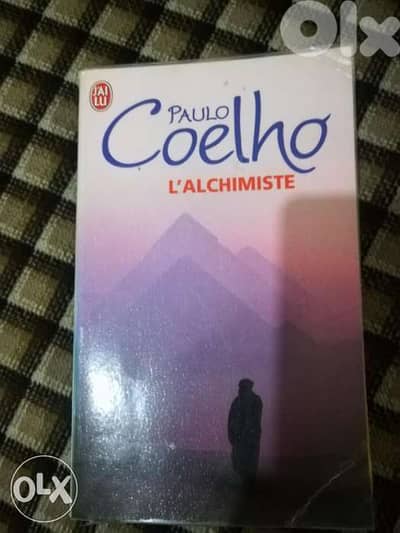 OLX
J'AI
LU
PAULO
Coelho
L'ALCHIMISTE
OLX